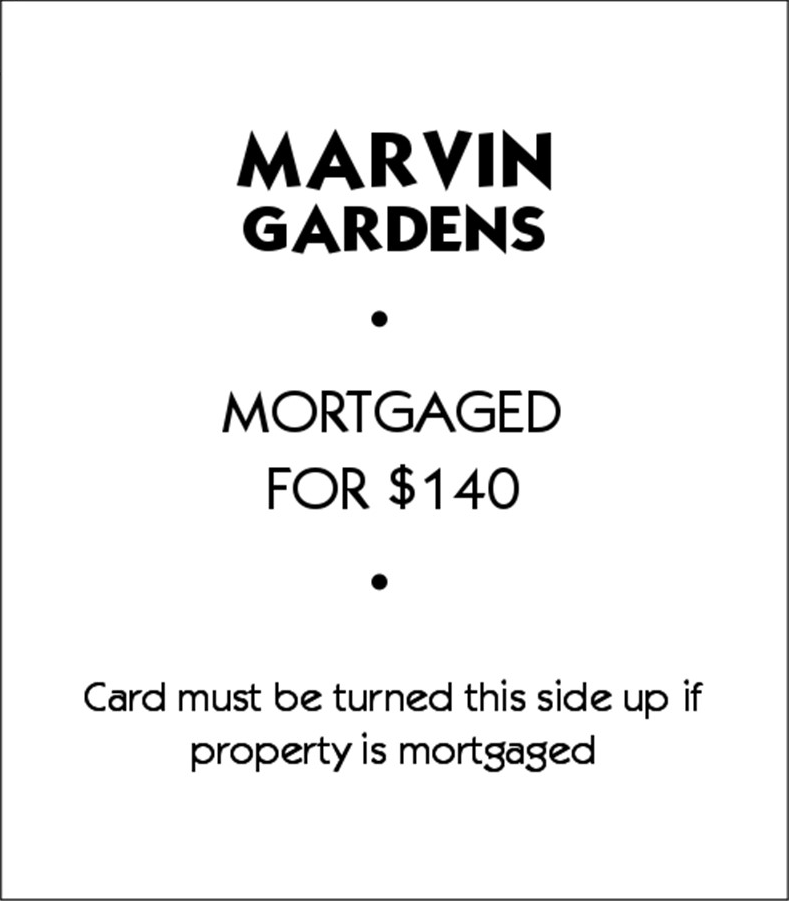 MARVIN
GARDENS
•
MORTGAGED
FOR $140
•
Card must be turned this side up if
property is mortgaged